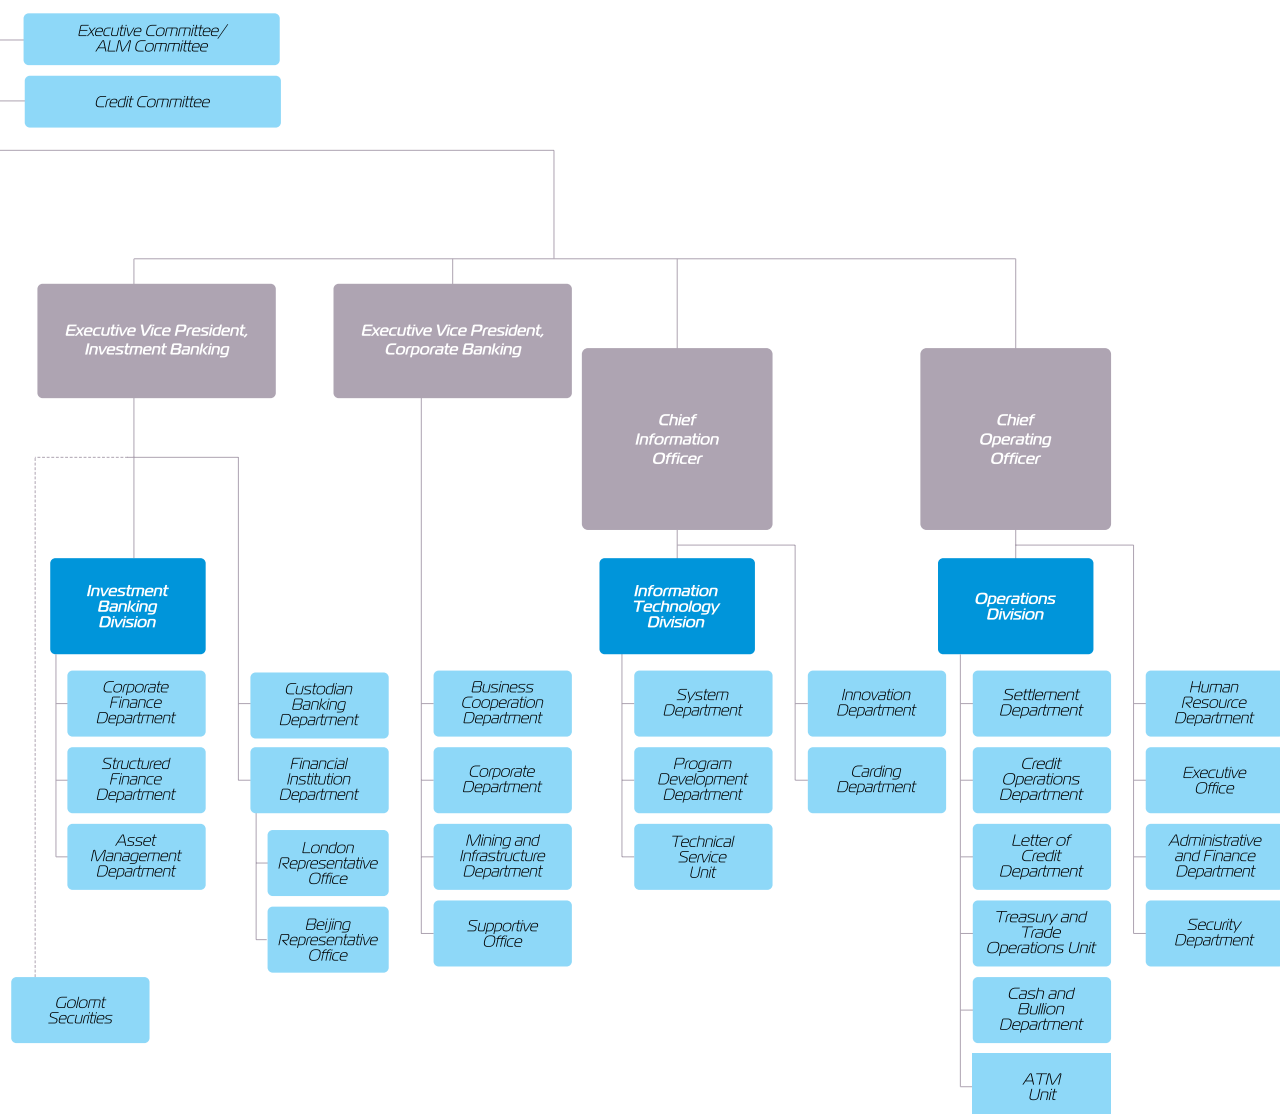 Executive Committee/
ALM Committee
Credit Committee
Executive Vice President,
Investment Banking
Executive Vice President,
Corporate Banking
Chief
Information
Officer
Chief
Operating
Officer
Investment
Banking
Division
Information
Technology
Division
Operations
Division
Corporate
Finance
Department
Structured
Finance
Department
Asset
Management
Department
Custodian
Banking
Department
Financial
Institution
Department
London
Representative
Office
Beijing
Representative
Office
Golomt
Securities
Business
Cooperation
Department
Corporate
Department
Mining and
Infrastructure
Department
Supportive
Office
System
Department
Program
Development
Department
Technical
Service
Unit
Innovation
Department
Carding
Department
Settlement
Department
Credit
Operations
Department
Letter of
Credit
Department
Treasury and
Trade
Operations Unit
Cash and
Bullion
Department
ATM
Unit
Human
Resource
Department
Executive
Office
Administrative
and Finance
Department
Security
Department